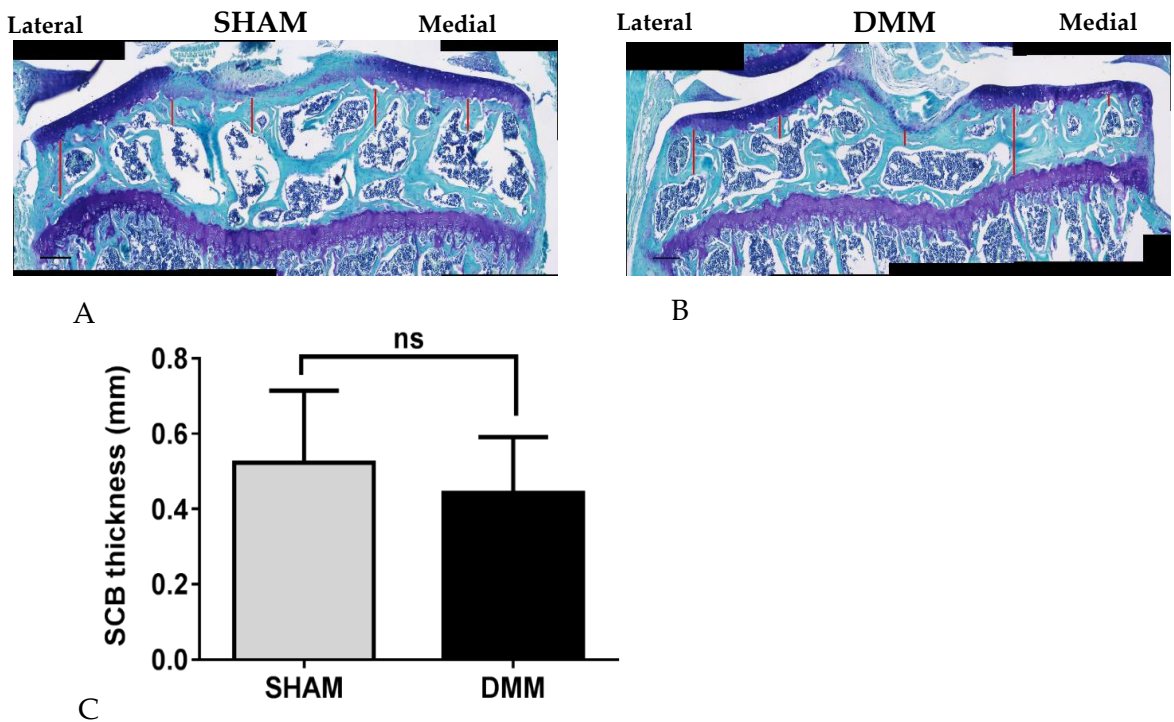 Lateral SHAM Medial
Lateral DMM Medial
A
B
ns
0.8
0.6
0.4
0.2
0.0
SCB thickness (mm)
SHAM DMM
C